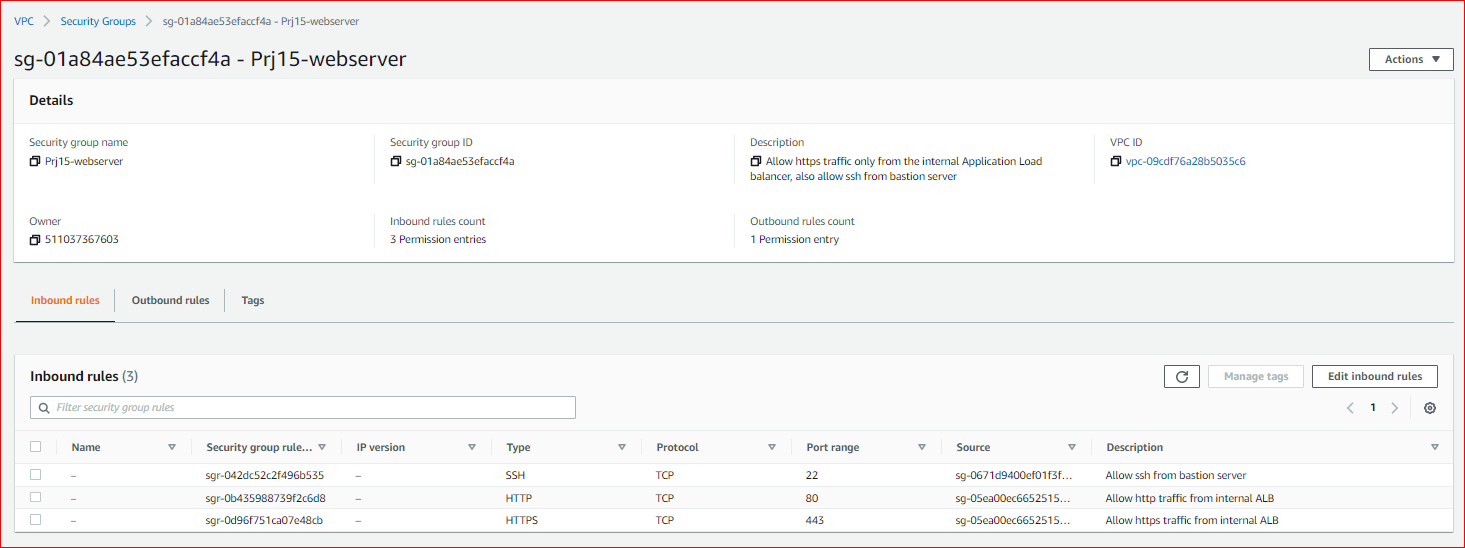 VPC > Security Groups > sg-01a84ae53efaccf4a - Prj15-webserver
sg-01a84ae53efaccf4a - Prj15-webserver
Actions
Details
Security group name
Prj15-webserver
Security group ID
sg-01a84ae53efaccf4a
Description
Allow https traffic only from the internal Application Load
balancer, also allow ssh from bastion server
VPC ID
vpc-09cdf76a28b5035c6
Owner
511037367603
Inbound rules count
3 Permission entries
Outbound rules count
1 Permission entry
Inbound rules Outbound rules Tags
Inbound rules (3)
Manage tags Edit inbound rules
Filter security group rules
1
Name Security group rule... IP version Type Protocol Port range Source Description
– sgr-042dc52c2f496b535 – SSH TCP 22 sg-0671d9400ef01f3f... Allow ssh from bastion server
– sgr-0b435988739f2c6d8 – HTTP TCP 80 sg-05ea00ec6652515... Allow http traffic from internal ALB
– sgr-0d96f751ca07e48cb – HTTPS TCP 443 sg-05ea00ec6652515... Allow https traffic from internal ALB